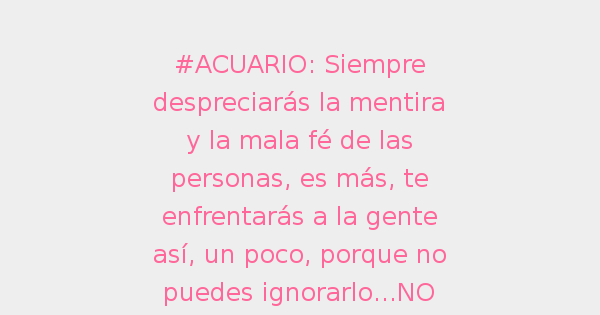 #ACUARIO: Siempre
despreciarás la mentira
y la mala fé de las
personas, es más, te
enfrentarás a la gente
así, un poco, porque no
puedes ignorarlo...NO